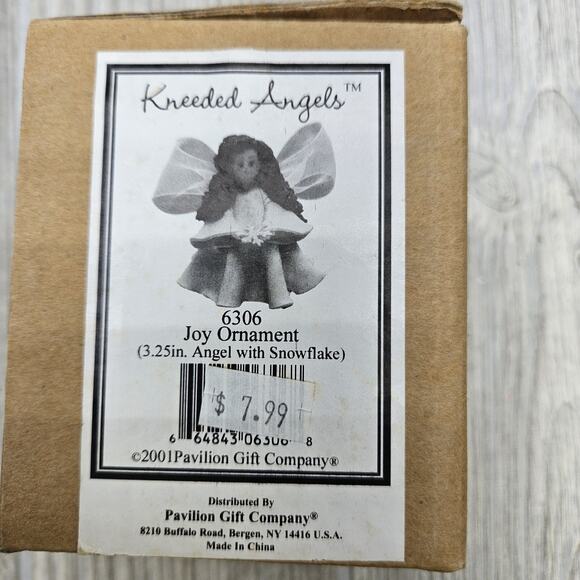 Kneeded Angels™
6306
Joy Ornament
(3.25in. Angel with Snowflake)
$ 7.99
6 64843 06306 8
©2001Pavilion Gift Company®
Distributed By
Pavilion Gift Company®
8210 Buffalo Road, Bergen, NY 14416 U.S.A.
Made In China